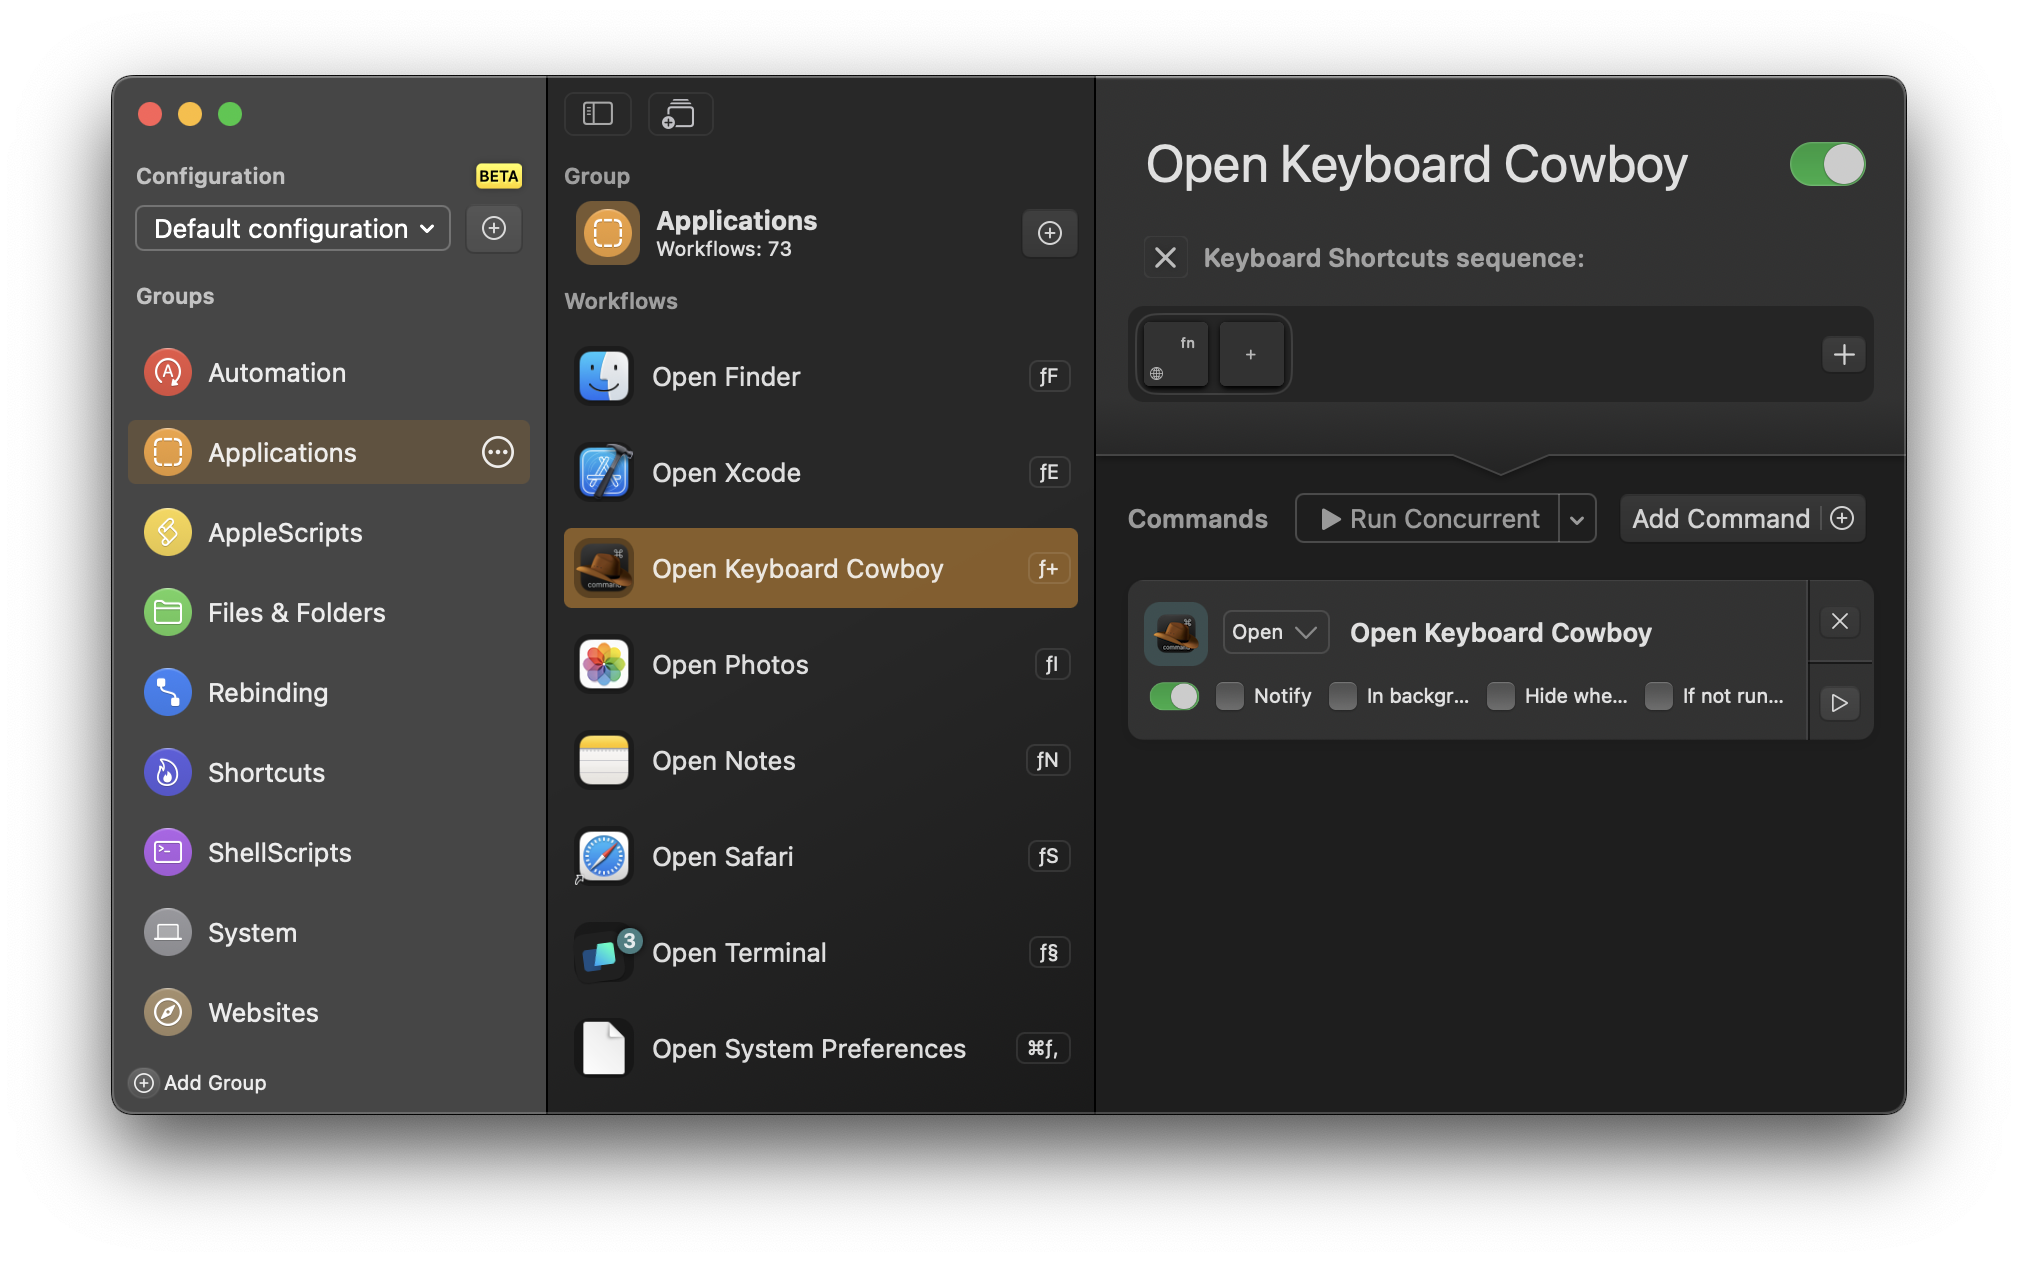 Configuration
BETA
Default configuration
Groups
Automation
Applications
AppleScripts
Files & Folders
Rebinding
Shortcuts
ShellScripts
System
Websites
Add Group
Group
Applications
Workflows: 73
Workflows
Open Finder
ƒF
Open Xcode
ƒE
⌘
command
Open Keyboard Cowboy
ƒ+
Open Photos
ƒI
Open Notes
ƒN
Open Safari
ƒS
3
Open Terminal
ƒ§
Open System Preferences
⌘ƒ,
Open Keyboard Cowboy
Keyboard Shortcuts sequence:
fn
+
Commands
Run Concurrent
Add Command
⌘
command
Open
Open Keyboard Cowboy
Notify
In backgr...
Hide whe...
If not run...